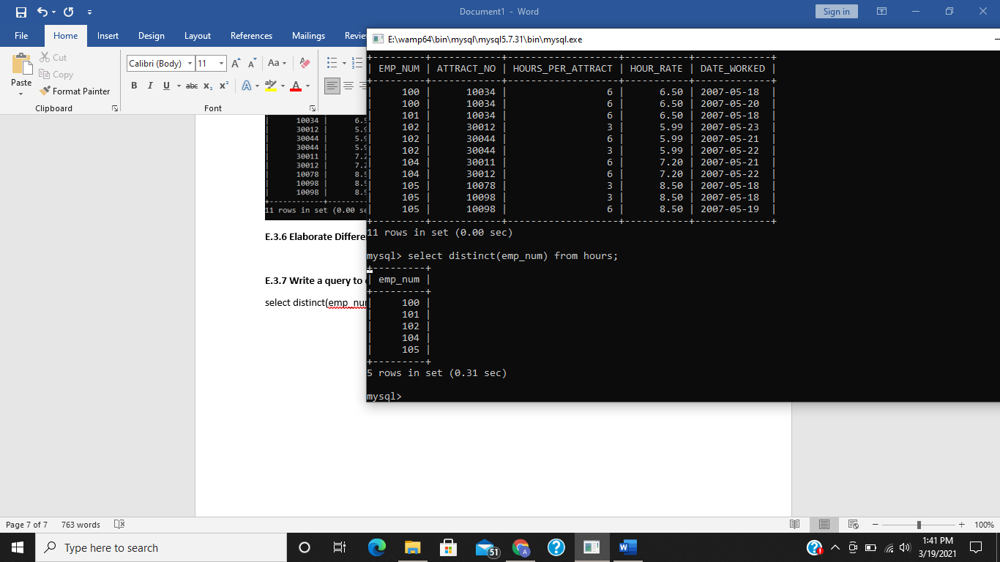 Document1 - Word
Sign in
File Home Insert Design Layout References Mailings Revie
Paste
Cut
Copy
Format Painter
Clipboard
Calibri (Body) 11
Font
10034 | 6.5
30012 | 5.9
30044 | 5.9
30044 | 5.9
30011 | 7.2
30012 | 7.2
10078 | 8.5
10098 | 8.5
10098 | 8.5
11 rows in set (0.00 se
E.3.6 Elaborate Differe
E.3.7 Write a query to
select distinct(emp_nu
E:\wamp64\bin\mysql\mysql5.7.31\bin\mysql.exe
+---------+------------+-------------------+-----------+-------------+
| EMP_NUM | ATTRACT_NO | HOURS_PER_ATTRACT | HOUR_RATE | DATE_WORKED |
+---------+------------+-------------------+-----------+-------------+
| 100 | 10034 | 6 | 6.50 | 2007-05-18 |
| 100 | 10034 | 6 | 6.50 | 2007-05-20 |
| 101 | 10034 | 6 | 6.50 | 2007-05-18 |
| 102 | 30012 | 3 | 5.99 | 2007-05-23 |
| 102 | 30044 | 6 | 5.99 | 2007-05-21 |
| 102 | 30044 | 3 | 5.99 | 2007-05-22 |
| 104 | 30011 | 6 | 7.20 | 2007-05-21 |
| 104 | 30012 | 6 | 7.20 | 2007-05-22 |
| 105 | 10078 | 3 | 8.50 | 2007-05-18 |
| 105 | 10098 | 3 | 8.50 | 2007-05-18 |
| 105 | 10098 | 6 | 8.50 | 2007-05-19 |
+---------+------------+-------------------+-----------+-------------+
11 rows in set (0.00 sec)
mysql> select distinct(emp_num) from hours;
+---------+
| emp_num |
+---------+
| 100 |
| 101 |
| 102 |
| 104 |
| 105 |
+---------+
5 rows in set (0.31 sec)
mysql>
Page 7 of 7 763 words
100%
Type here to search
51
1:41 PM
3/19/2021